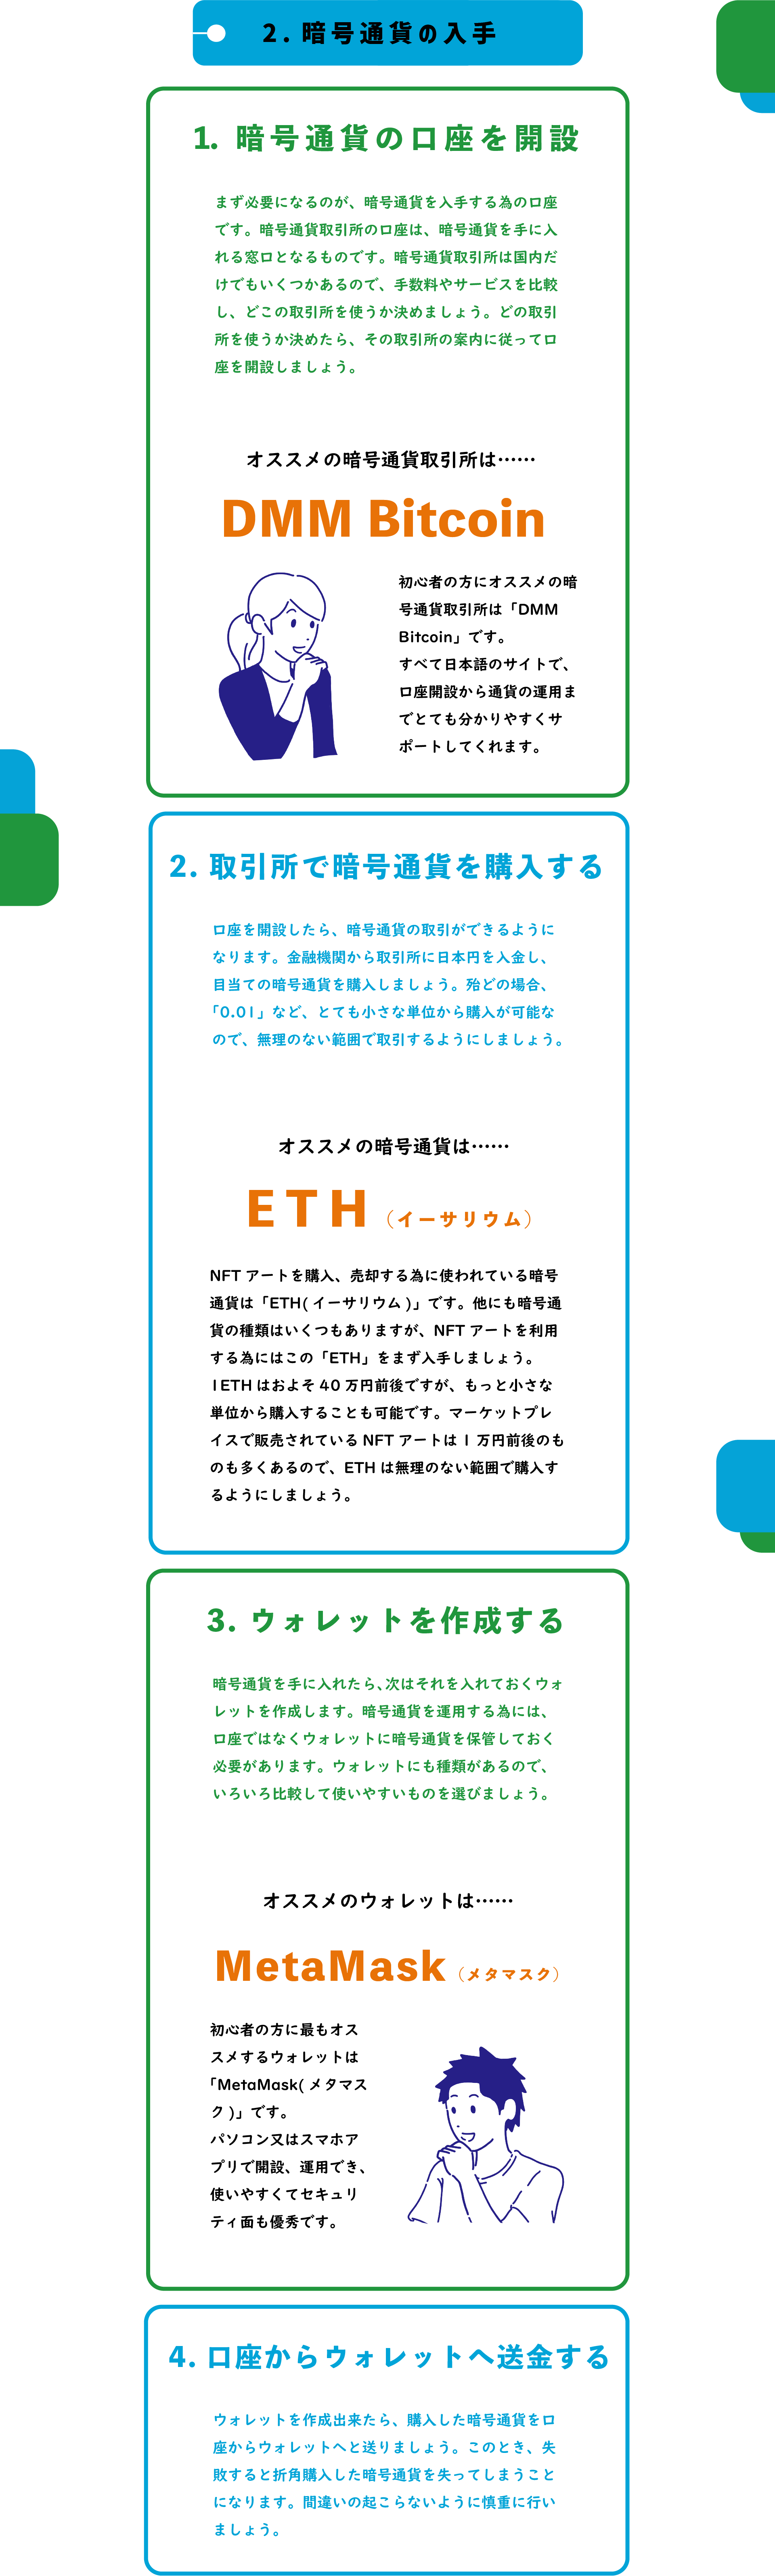 2. 暗号通貨の入手
1. 暗号通貨の口座を開設
まず必要になるのが、暗号通貨を入手する為の口座
です。暗号通貨取引所の口座は、暗号通貨を手に入
れる窓口となるものです。暗号通貨取引所は国内だ
けでもいくつかあるので、手数料やサービスを比較
し、どこの取引所を使うか決めましょう。どの取引
所を使うか決めたら、その取引所の案内に従って口
座を開設しましょう。
オススメの暗号通貨取引所は……
DMM Bitcoin
初心者の方にオススメの暗
号通貨取引所は「DMM
Bitcoin」です。
すべて日本語のサイトで、
口座開設から通貨の運用ま
でとても分かりやすくサ
ポートしてくれます。
2. 取引所で暗号通貨を購入する
口座を開設したら、暗号通貨の取引ができるように
なります。金融機関から取引所に日本円を入金し、
目当ての暗号通貨を購入しましょう。殆どの場合、
「0.01」など、とても小さな単位から購入が可能な
ので、無理のない範囲で取引するようにしましょう。
オススメの暗号通貨は……
ETH（イーサリウム）
NFT アートを購入、売却する為に使われている暗号
通貨は「ETH( イーサリウム )」です。他にも暗号通
貨の種類はいくつもありますが、NFT アートを利用
する為にはこの「ETH」をまず入手しましょう。
1ETH はおよそ 40 万円前後ですが、もっと小さな
単位から購入することも可能です。マーケットプレ
イスで販売されている NFT アートは 1 万円前後のも
のも多くあるので、ETH は無理のない範囲で購入す
るようにしましょう。
3. ウォレットを作成する
暗号通貨を手に入れたら、次はそれを入れておくウォ
レットを作成します。暗号通貨を運用する為には、
口座ではなくウォレットに暗号通貨を保管しておく
必要があります。ウォレットにも種類があるので、
いろいろ比較して使いやすいものを選びましょう。
オススメのウォレットは……
MetaMask（メタマスク）
初心者の方に最もオス
スメするウォレットは
「MetaMask( メタマス
ク )」です。
パソコン又はスマホア
プリで開設、運用でき、
使いやすくてセキュリ
ティ面も優秀です。
4. 口座からウォレットへ送金する
ウォレットを作成出来たら、購入した暗号通貨を口
座からウォレットへと送りましょう。このとき、失
敗すると折角購入した暗号通貨を失ってしまうこと
になります。間違いの起こらないように慎重に行い
ましょう。